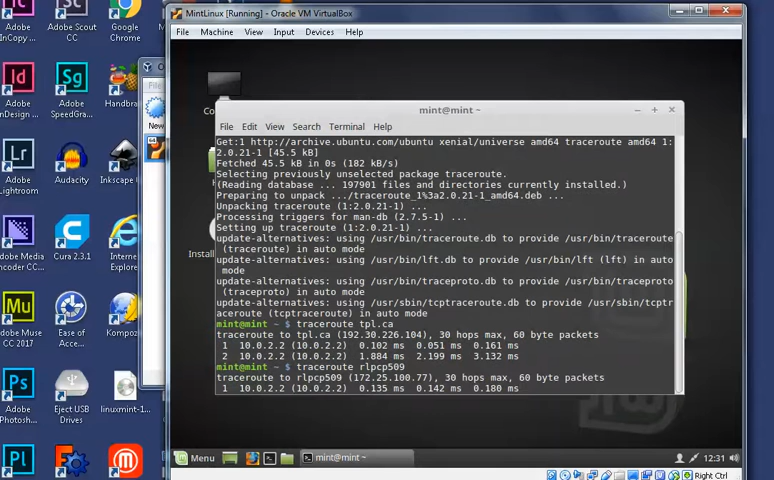 MintLinux [Running] - Oracle VM VirtualBox
File Machine View Input Devices Help
Adobe InCopy ...
Adobe Scout CC
Google Chrome
Adobe InDesign ...
Adobe SpeedGra...
Handbra...
Adobe Lightroom
Audacity
Inkscape
Adobe Media Encoder CC...
Cura 2.3.1
Internet Explorer
Adobe Muse CC 2017
Ease of Acce...
Kompoz...
Adobe Photosh...
Eject USB Drives
linuxmint-1...
New
Install
mint@mint ~
File Edit View Search Terminal Help
Get:1 http://archive.ubuntu.com/ubuntu xenial/universe amd64 traceroute amd64 1:
2.0.21-1 [45.5 kB]
Fetched 45.5 kB in 0s (182 kB/s)
Selecting previously unselected package traceroute.
(Reading database ... 197901 files and directories currently installed.)
Preparing to unpack .../traceroute_1%3a2.0.21-1_amd64.deb ...
Unpacking traceroute (1:2.0.21-1) ...
Processing triggers for man-db (2.7.5-1) ...
Setting up traceroute (1:2.0.21-1) ...
update-alternatives: using /usr/bin/traceroute.db to provide /usr/bin/traceroute
(traceroute) in auto mode
update-alternatives: using /usr/bin/lft.db to provide /usr/bin/lft (lft) in auto
mode
update-alternatives: using /usr/bin/traceproto.db to provide /usr/bin/traceproto
(traceproto) in auto mode
update-alternatives: using /usr/sbin/tcptraceroute.db to provide /usr/sbin/tcptr
aceroute (tcptraceroute) in auto mode
mint@mint ~ $ traceroute tpl.ca
traceroute to tpl.ca (192.30.226.104), 30 hops max, 60 byte packets
1 10.0.2.2 (10.0.2.2) 0.102 ms 0.051 ms 0.161 ms
2 10.0.2.2 (10.0.2.2) 1.884 ms 2.199 ms 3.132 ms
mint@mint ~ $ traceroute rlpcp509
traceroute to rlpcp509 (172.25.100.77), 30 hops max, 60 byte packets
1 10.0.2.2 (10.0.2.2) 0.135 ms 0.142 ms 0.180 ms
Menu
mint@mint ~
12:31
Right Ctrl